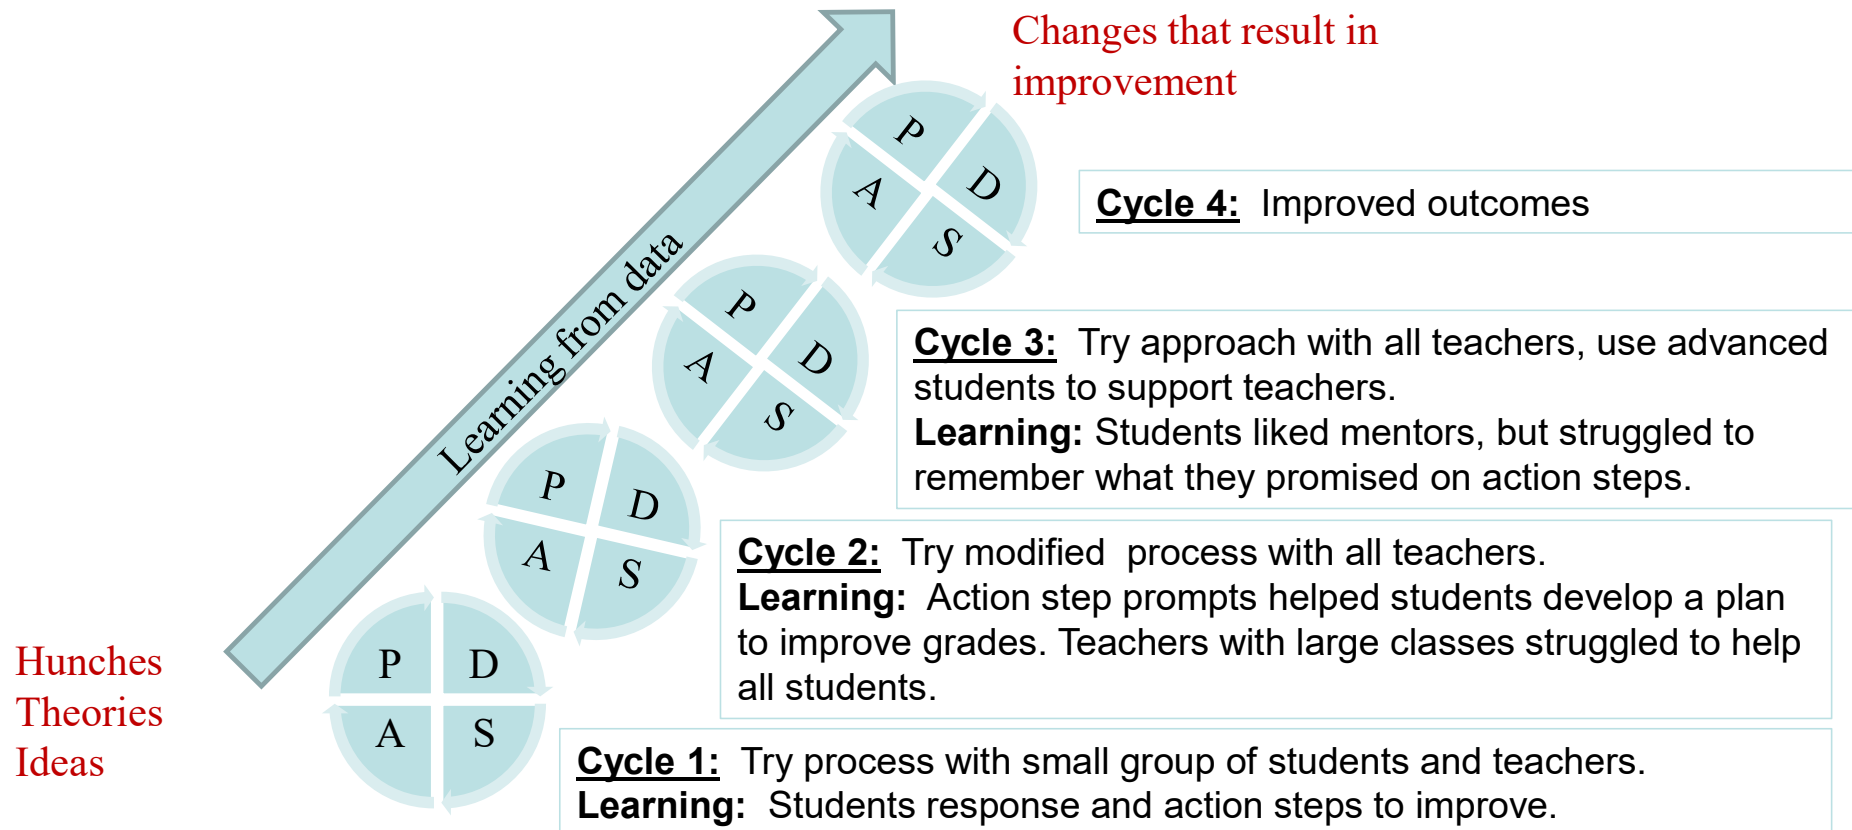 Changes that result in
improvement
P
D
A
S
Cycle 4: Improved outcomes
Learning from data
P
D
A
S
Cycle 3: Try approach with all teachers, use advanced
students to support teachers.
Learning: Students liked mentors, but struggled to
remember what they promised on action steps.
P
D
A
S
Cycle 2: Try modified process with all teachers.
Learning: Action step prompts helped students develop a plan
to improve grades. Teachers with large classes struggled to help
all students.
Hunches
Theories
Ideas
P
D
A
S
Cycle 1: Try process with small group of students and teachers.
Learning: Students response and action steps to improve.